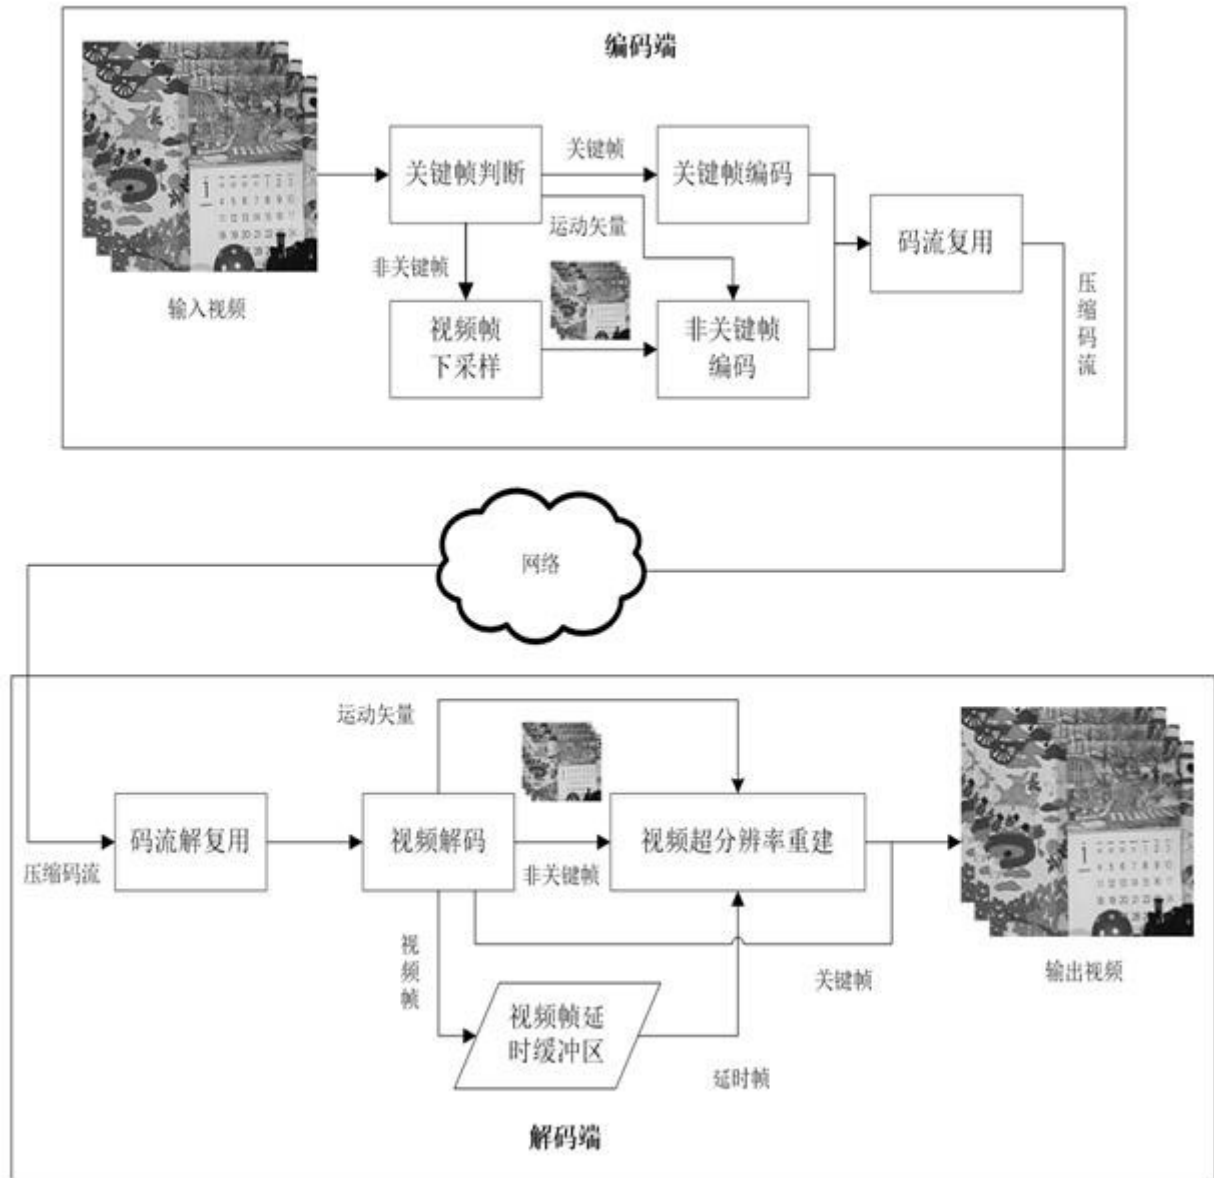 编码端
关键帧
关键帧判断
关键帧编码
运动矢量
码流复用
非关键帧
输入视频
视频帧
下采样
非关键帧
编码
压缩码流
网络
运动矢量
码流解复用
视频解码
视频超分辨率重建
压缩码流
非关键帧
视频帧
关键帧
输出视频
视频帧延
时缓冲区
延时帧
解码端